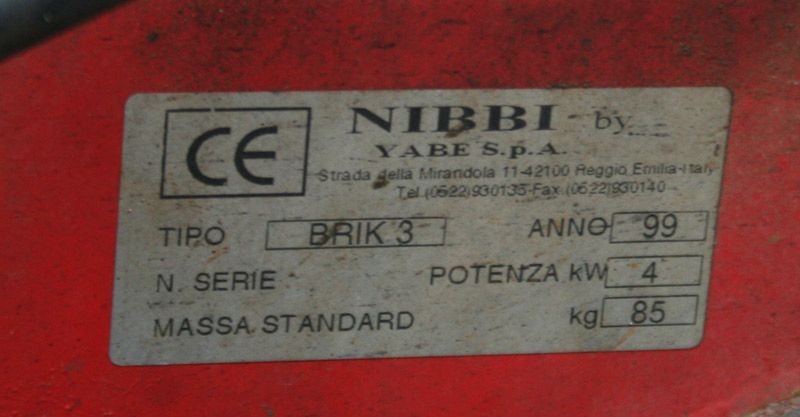 CE
NIBBI by
YABE S.p.A.
Strada della Mirandola 11-42100 Reggio Emilia-Italy
Tel.(0522)930135-Fax.(0522)930140
TIPO BRIK 3 ANNO 99
N. SERIE POTENZA kW 4
MASSA STANDARD kg 85